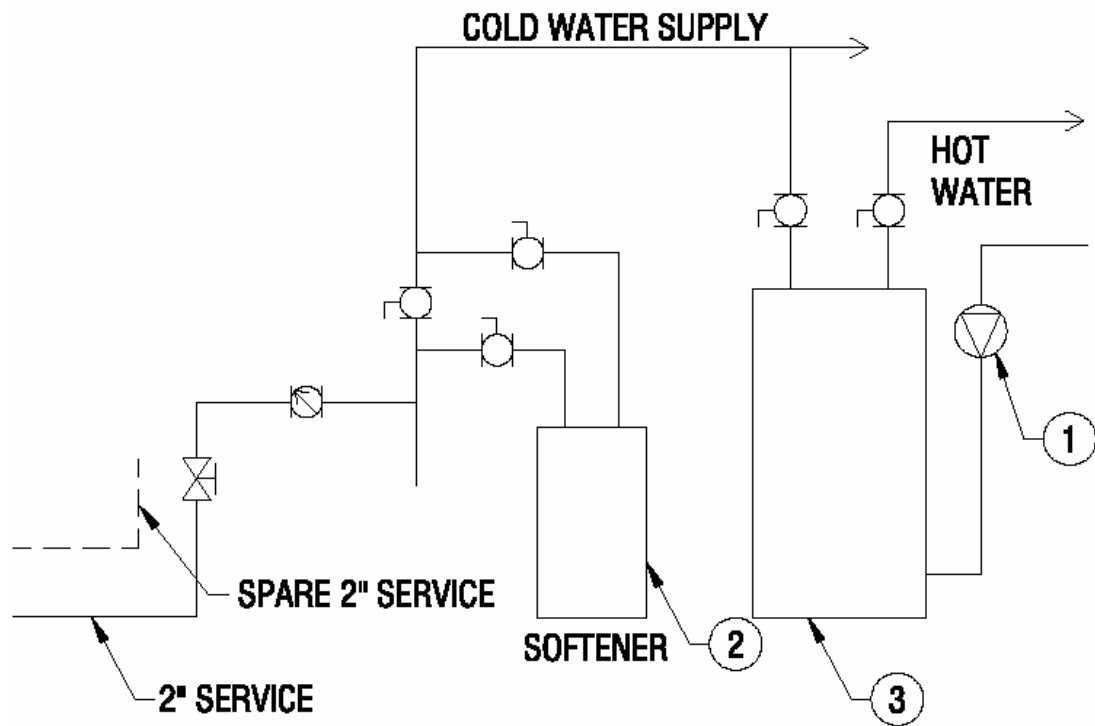 COLD WATER SUPPLY
HOT
WATER
1
SPARE 2" SERVICE
SOFTENER
2
2" SERVICE
3